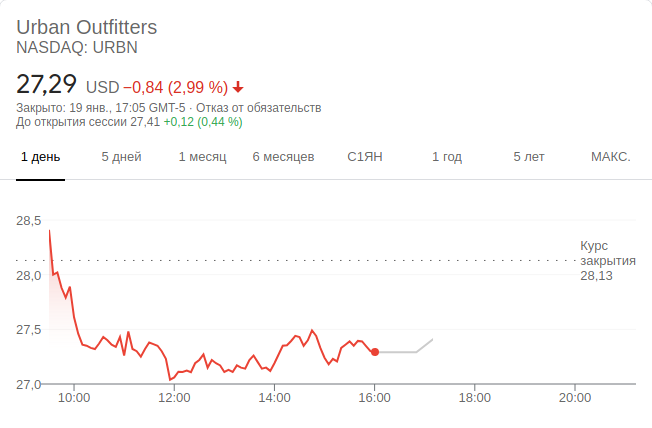 Urban Outfitters
NASDAQ: URBN
27,29 USD −0,84 (2,99 %)
Закрыто: 19 янв., 17:05 GMT-5 · Отказ от обязательств
До открытия сессии 27,41 +0,12 (0,44 %)
1 день 5 дней 1 месяц 6 месяцев С1ЯН 1 год 5 лет МАКС.
28,5
Курс
закрытия
28,13
28,0
27,5
27,0
10:00 12:00 14:00 16:00 18:00 20:00